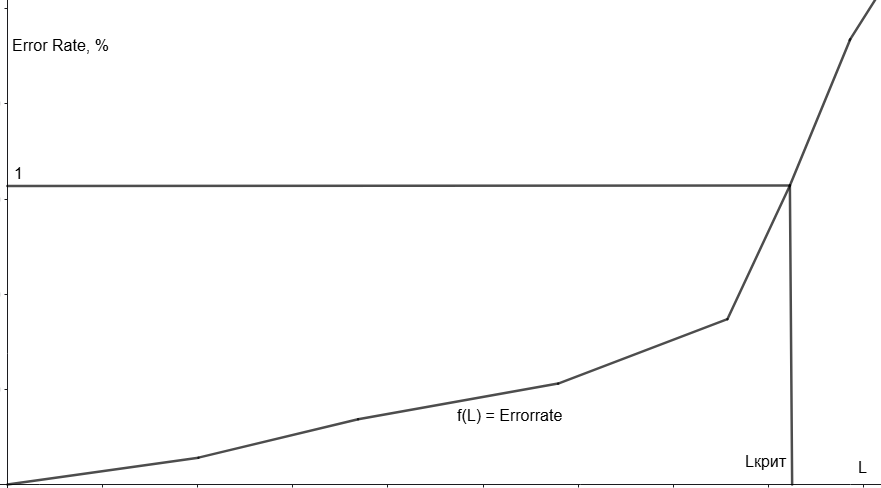 Error Rate, %
1
f(L) = Errorrate
Lкрит
L